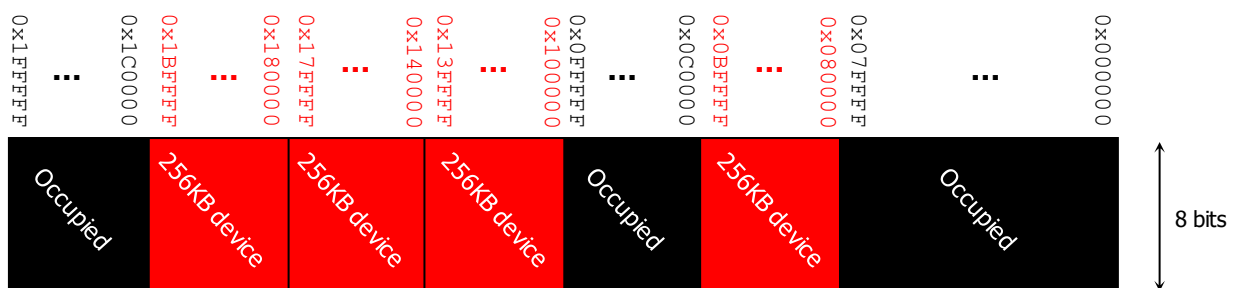 0x1FFFFF
...
0x1C0000
0x1BFFFF
...
0x180000
0x17FFFF
...
0x140000
0x13FFFF
...
0x100000
0x0FFFFF
...
0x0C0000
0x0BFFFF
...
0x080000
0x07FFFF
...
0x000000
Occupied
256KB device
256KB device
256KB device
Occupied
256KB device
Occupied
8 bits